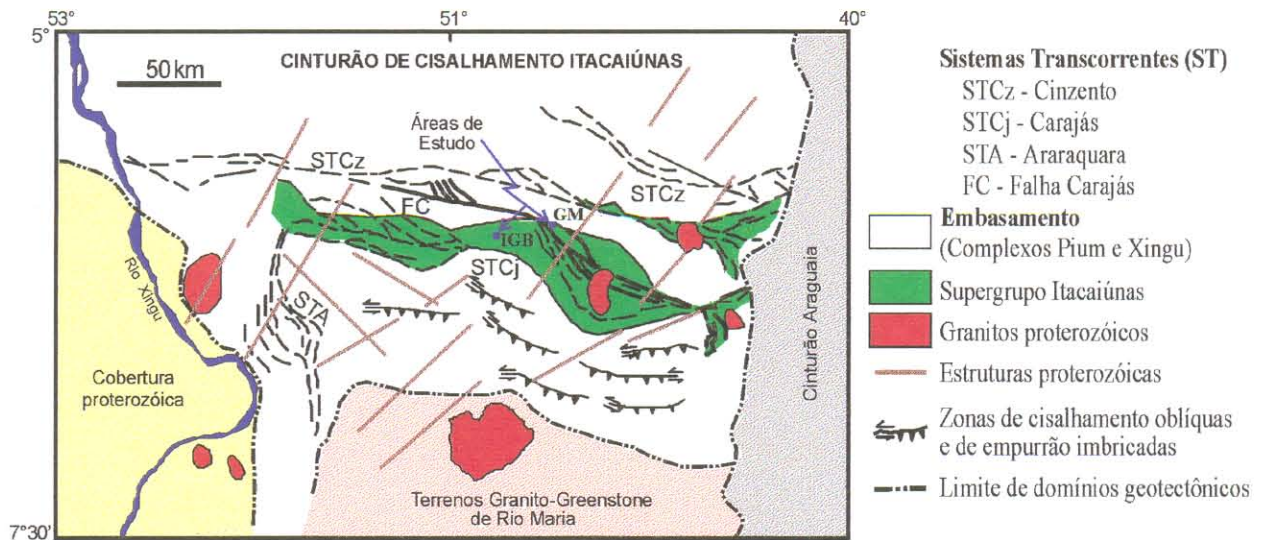 53°
51°
40°
5°
CINTURÃO DE CISALHAMENTO ITACAIÚNAS
50 km
Áreas de
Estudo
STCz
STCz
FC
GM
IGB
STCj
STA
Rio Xingu
Cobertura
proterozóica
Cinturão Araguaia
Terrenos Granito-Greenstone
de Rio Maria
7°30'
Sistemas Transcorrentes (ST)
STCz - Cinzento
STCj - Carajás
STA - Araraquara
FC - Falha Carajás
Embasamento
(Complexos Pium e Xingu)
Supergrupo Itacaiúnas
Granitos proterozóicos
Estruturas proterozóicas
Zonas de cisalhamento oblíquas
e de empurrão imbricadas
Limite de domínios geotectônicos